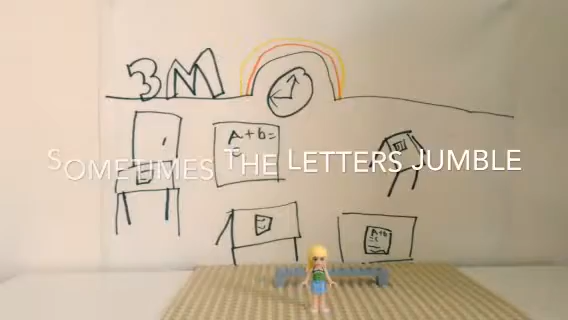 3M
A+b=
c
SOMETIMES THE LETTERS JUMBLE
A+b
=c